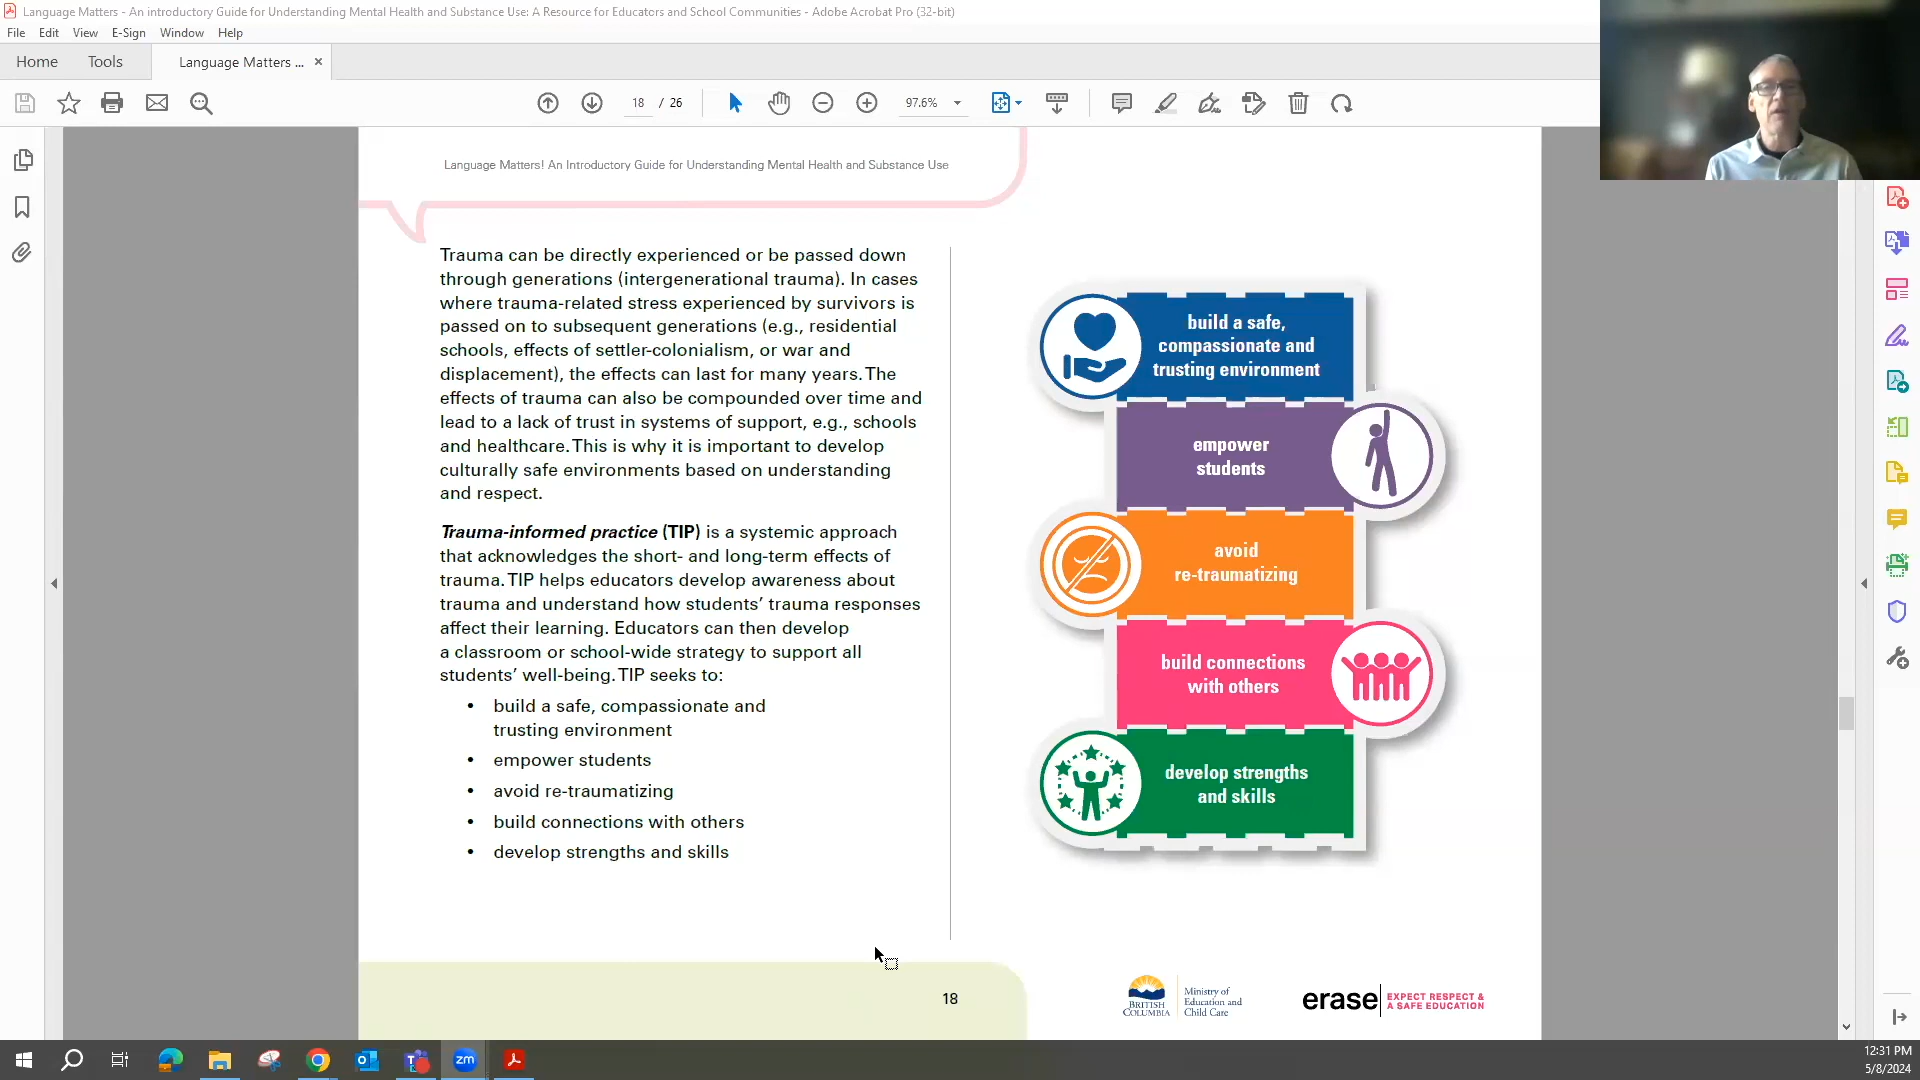 Language Matters - An introductory Guide for Understanding Mental Health and Substance Use: A Resource for Educators and School Communities - Adobe Acrobat Pro (32-bit)
File Edit View E-Sign Window Help
Home Tools Language Matters ... ×
18 / 26 97.6%
Language Matters! An Introductory Guide for Understanding Mental Health and Substance Use
Trauma can be directly experienced or be passed down
through generations (intergenerational trauma). In cases
where trauma-related stress experienced by survivors is
passed on to subsequent generations (e.g., residential
schools, effects of settler-colonialism, or war and
displacement), the effects can last for many years. The
effects of trauma can also be compounded over time and
lead to a lack of trust in systems of support, e.g., schools
and healthcare. This is why it is important to develop
culturally safe environments based on understanding
and respect.
Trauma-informed practice (TIP) is a systemic approach
that acknowledges the short- and long-term effects of
trauma. TIP helps educators develop awareness about
trauma and understand how students’ trauma responses
affect their learning. Educators can then develop
a classroom or school-wide strategy to support all
students’ well-being. TIP seeks to:
• build a safe, compassionate and
trusting environment
• empower students
• avoid re-traumatizing
• build connections with others
• develop strengths and skills
build a safe,
compassionate and
trusting environment
empower
students
avoid
re-traumatizing
build connections
with others
develop strengths
and skills
18
BRITISH
COLUMBIA
Ministry of
Education and
Child Care
erase
EXPECT RESPECT &
A SAFE EDUCATION
zm
12:31 PM
5/8/2024